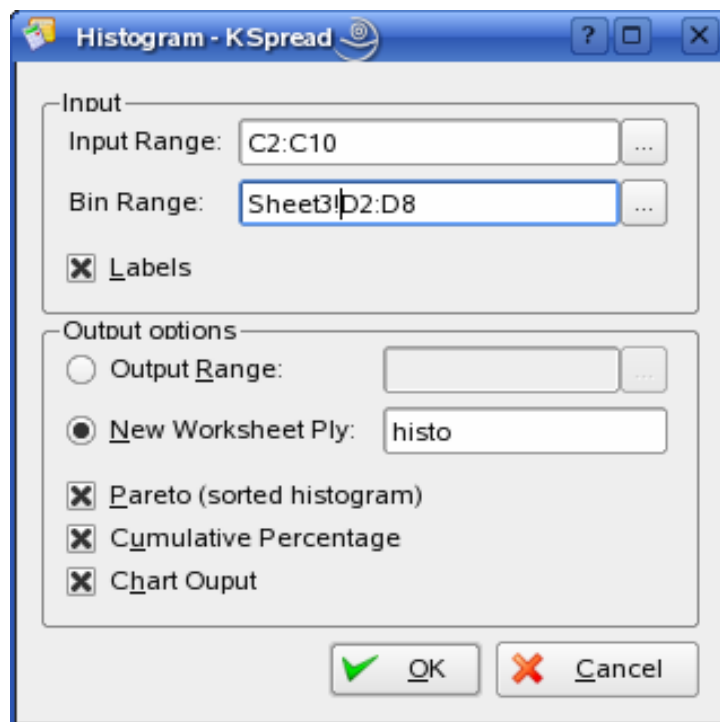 Histogram - KSpread
Input
Input Range: C2:C10 ...
Bin Range: Sheet3!D2:D8 ...
Labels
Output options
Output Range: ...
New Worksheet Ply: histo
Pareto (sorted histogram)
Cumulative Percentage
Chart Ouput
OK Cancel